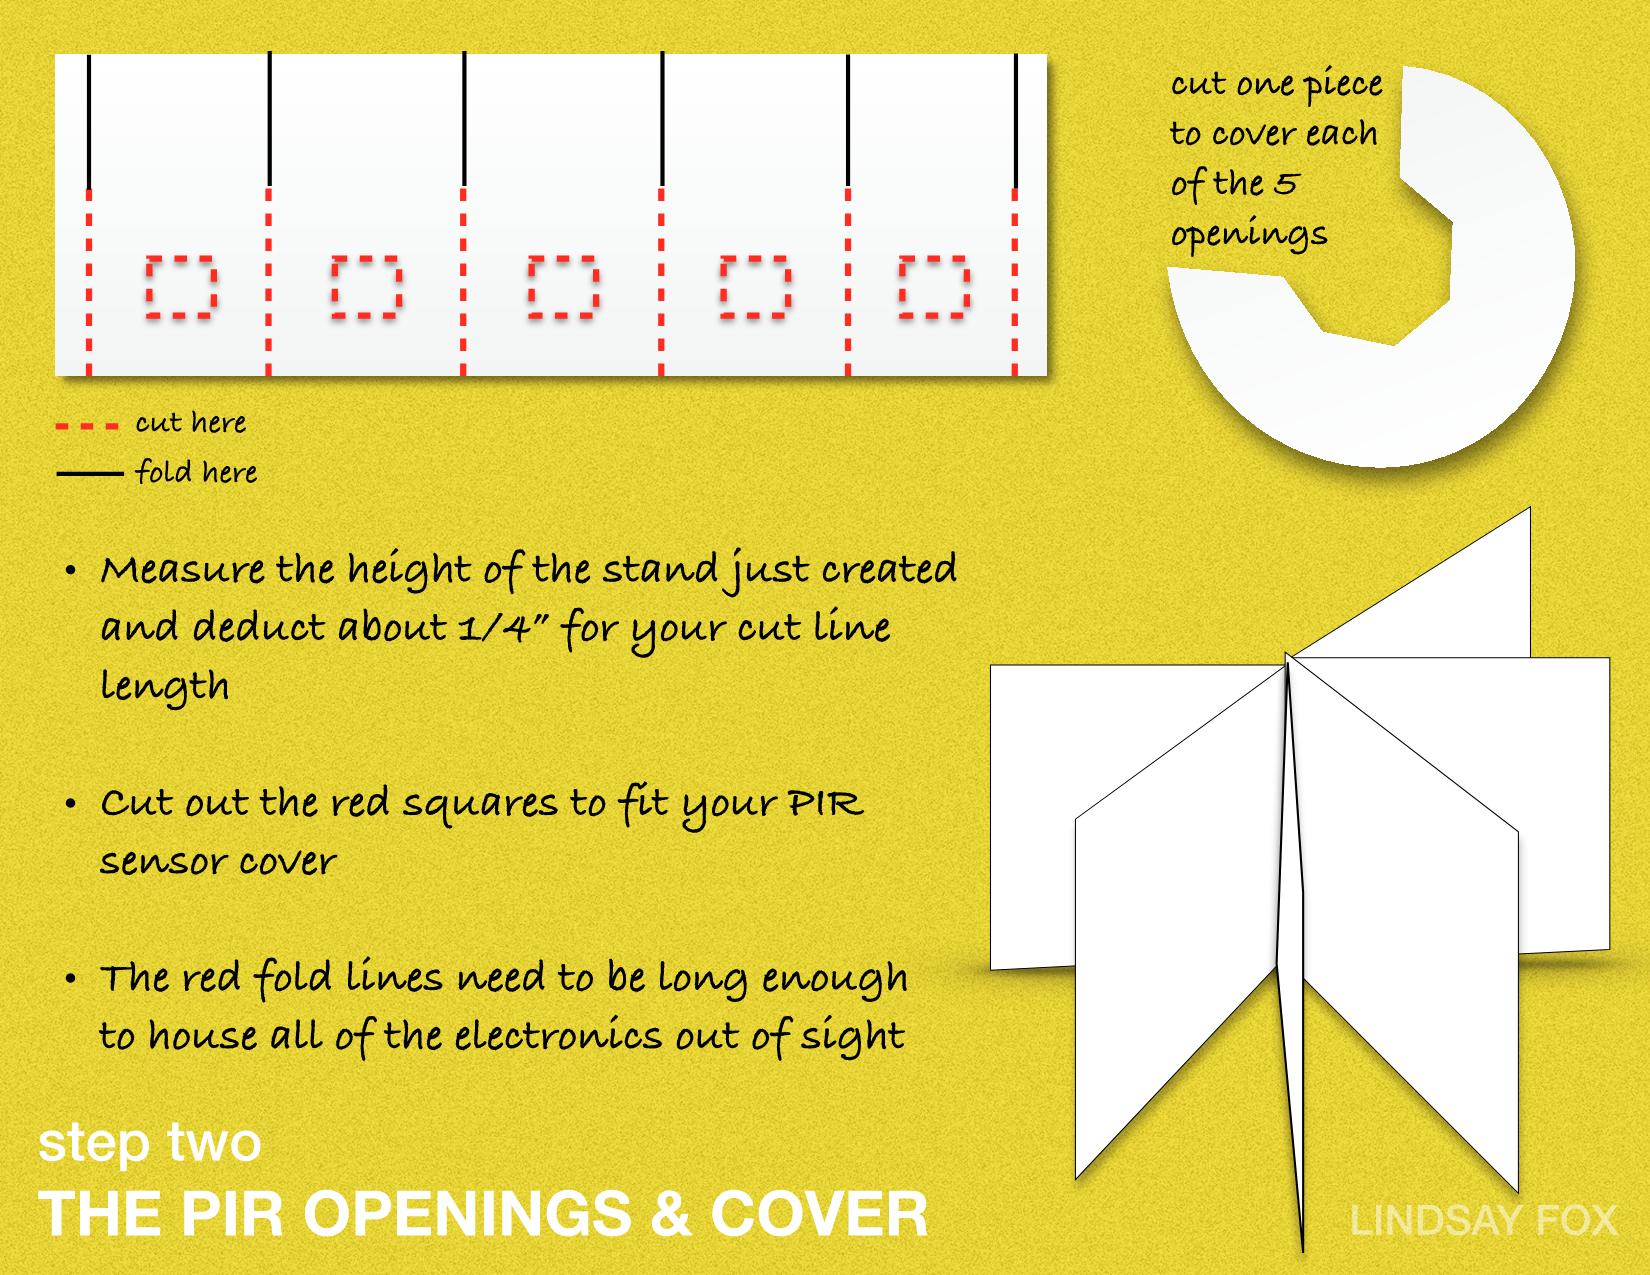 cut one piece
to cover each
of the 5
openings
cut here
fold here
• Measure the height of the stand just created
and deduct about 1/4” for your cut line
length
• Cut out the red squares to fit your PIR
sensor cover
• The red fold lines need to be long enough
to house all of the electronics out of sight
step two
THE PIR OPENINGS & COVER
LINDSAY FOX